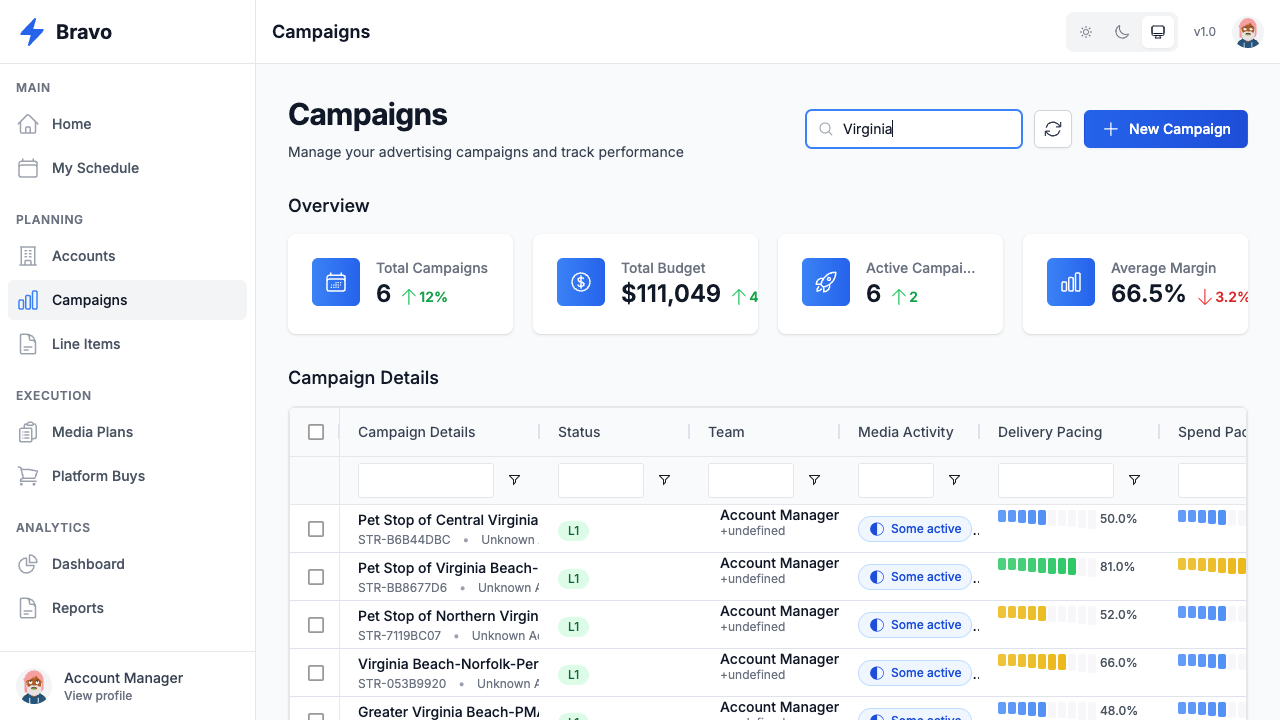 Bravo
Campaigns
v1.0
MAIN
Home
My Schedule
PLANNING
Accounts
Campaigns
Line Items
EXECUTION
Media Plans
Platform Buys
ANALYTICS
Dashboard
Reports
Account Manager
View profile
Campaigns
Manage your advertising campaigns and track performance
Virginia
New Campaign
Overview
Total Campaigns
6 12%
Total Budget
$111,049 4
Active Campai...
6 2
Average Margin
66.5% 3.2%
Campaign Details
Campaign Details Status Team Media Activity Delivery Pacing Spend Pac
Pet Stop of Central Virginia
STR-B6B44DBC • Unknown
L1
Account Manager
+undefined
Some active ..
50.0%
Pet Stop of Virginia Beach-
STR-BB8677D6 • Unknown A
L1
Account Manager
+undefined
Some active ..
81.0%
Pet Stop of Northern Virgin
STR-7119BC07 • Unknown Ac
L1
Account Manager
+undefined
Some active ..
52.0%
Virginia Beach-Norfolk-Per
STR-053B9920 • Unknown A
L1
Account Manager
+undefined
Some active ..
66.0%
Greater Virginia Beach-PMA
L1
Account Manager
Some active
48.0%